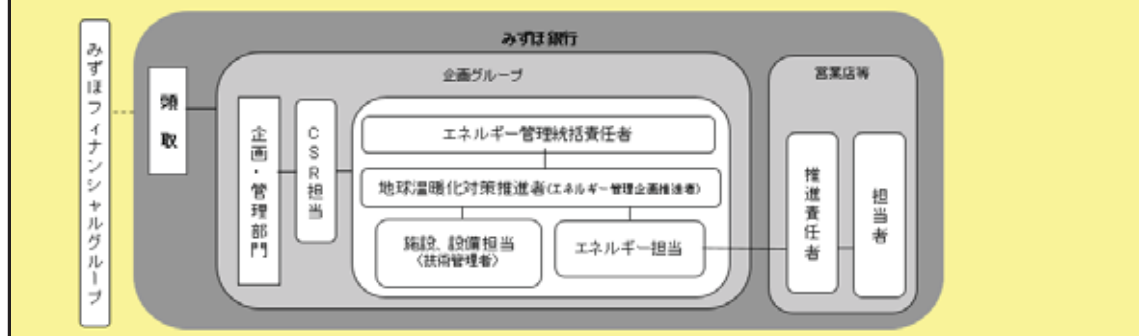 みずほフィナンシャルグループ
みずほ銀行
頭取
企画グループ
企画・管理部門
CSR担当
エネルギー管理統括責任者
地球温暖化対策推進者(エネルギー管理企画推進者)
施設、設備担当
〈技術管理者〉
エネルギー担当
営業店等
推進責任者
担当者